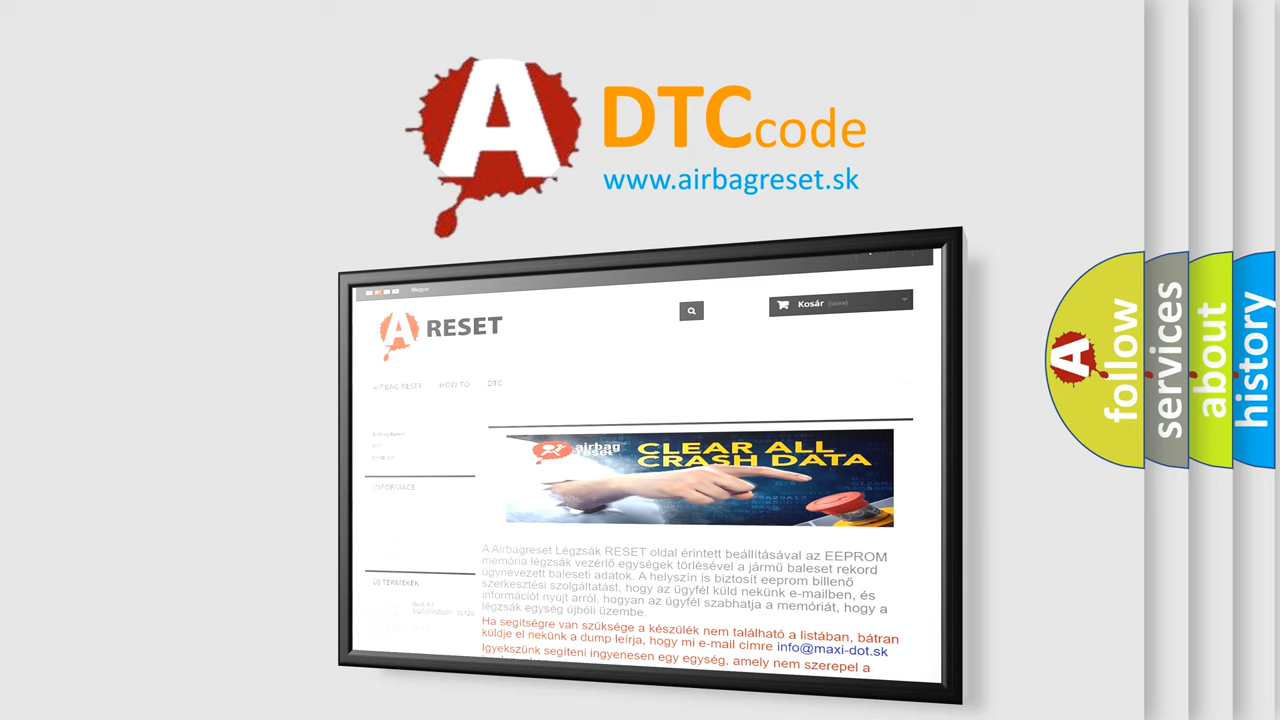 A
DTCcode
www.airbagreset.sk
Magyar
A RESET
Kosár (üres)
AIRBAG RESET HOW TO DTC
INFORMACE
ÚJ TERMÉKEK
airbag
reset
CLEAR ALL
CRASH DATA
A Airbagreset Légzsák RESET oldal érintett beállításával az EEPROM
memória légzsák vezérlő egységek törlésével a jármű baleset rekord
úgynevezett baleseti adatok. A helyszín is biztosít eeprom billenő
szerkesztési szolgáltatást, hogy az ügyfél küld nekünk e-mailben, és
információt nyújt arról, hogyan az ügyfél szabhatja a memóriát, hogy a
légzsák egység újbóli üzembe.
Ha segítségre van szüksége a készülék nem található a listában, bátran
küldje el nekünk a dump leírja, hogy mi e-mail címre info@maxi-dot.sk
Igyekszünk segíteni ingyenesen egy egység, amely nem szerepel a
A
follow
services
about
history